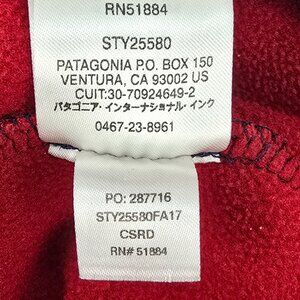 RN51884
STY25580
PATAGONIA P.O. BOX 150
VENTURA, CA 93002 US
CUIT:30-70924649-2
パタゴニア・インターナショナル・インク
0467-23-8961
PO: 287716
STY25580FA17
CSRD
RN# 51884